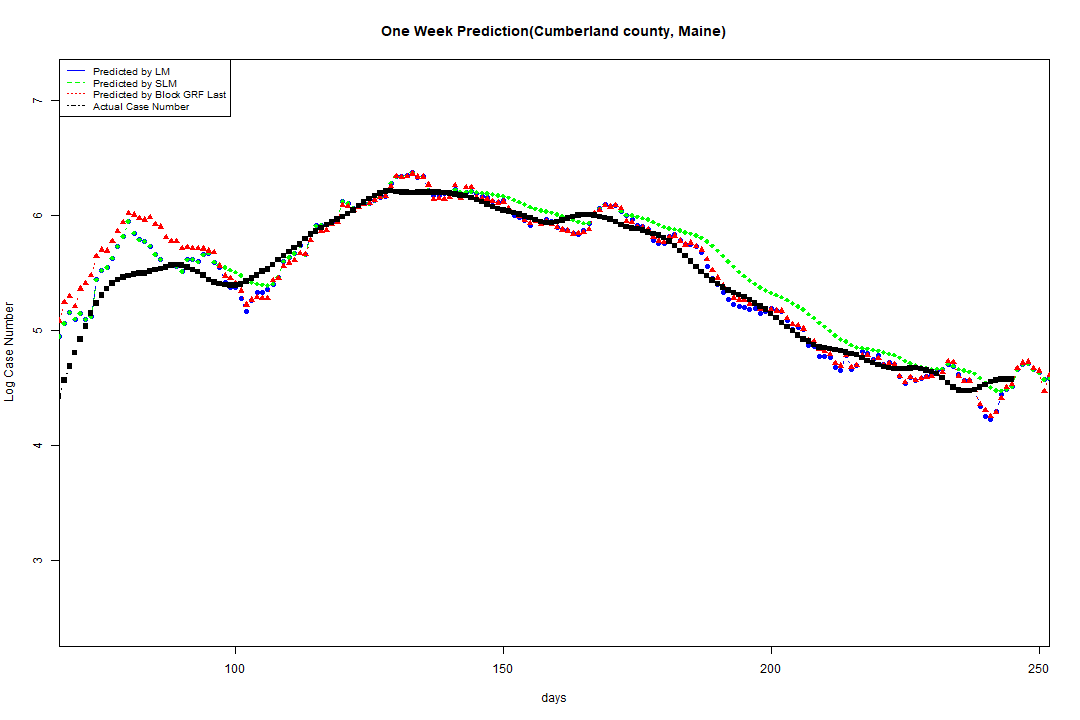 One Week Prediction(Cumberland county, Maine)
Predicted by LM
Predicted by SLM
Predicted by Block GRF Last
Actual Case Number
7
6
5
4
3
Log Case Number
100 150 200 250
days